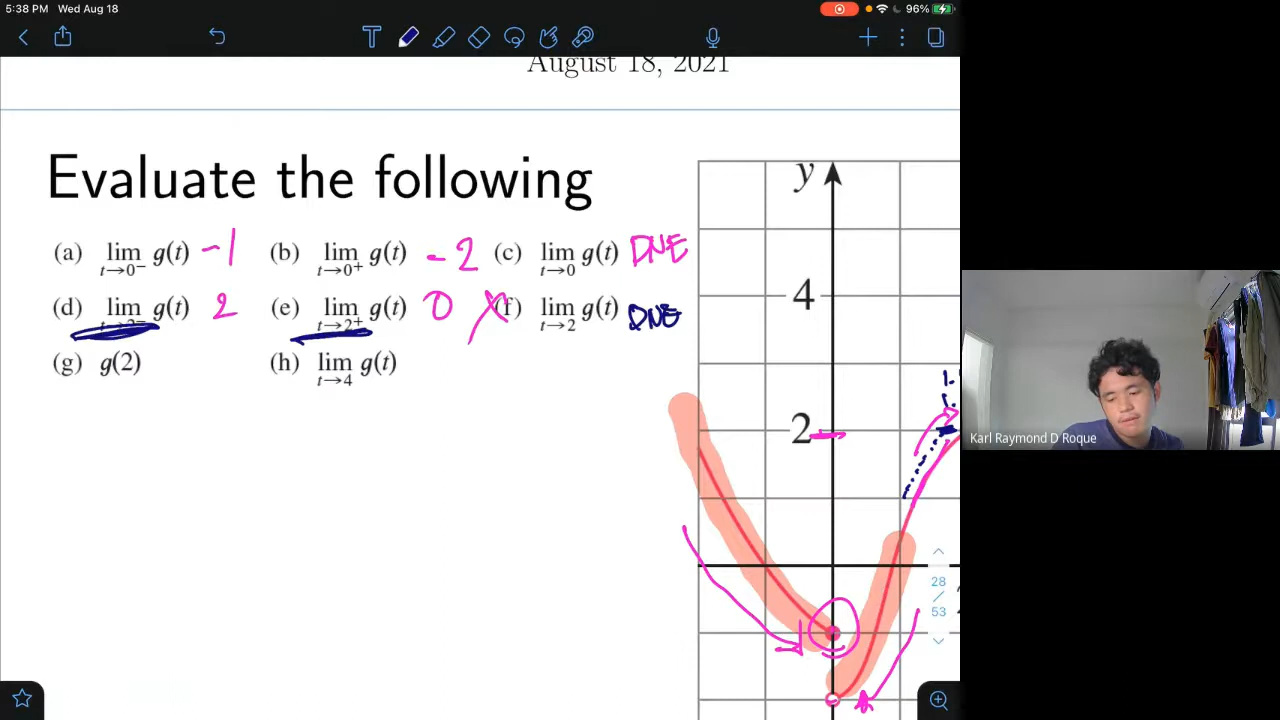 5:38 PM Wed Aug 18
96%
August 18, 2021
Evaluate the following
(a) lim t→0⁻ g(t) -1 (b) lim t→0⁺ g(t) -2 (c) lim t→0 g(t) DNE
(d) lim t→2⁻ g(t) 2 (e) lim t→2⁺ g(t) 0 (f) lim t→2 g(t) DNE
(g) g(2) (h) lim t→4 g(t)
y
4
2
28
/
53
Karl Raymond D Roque